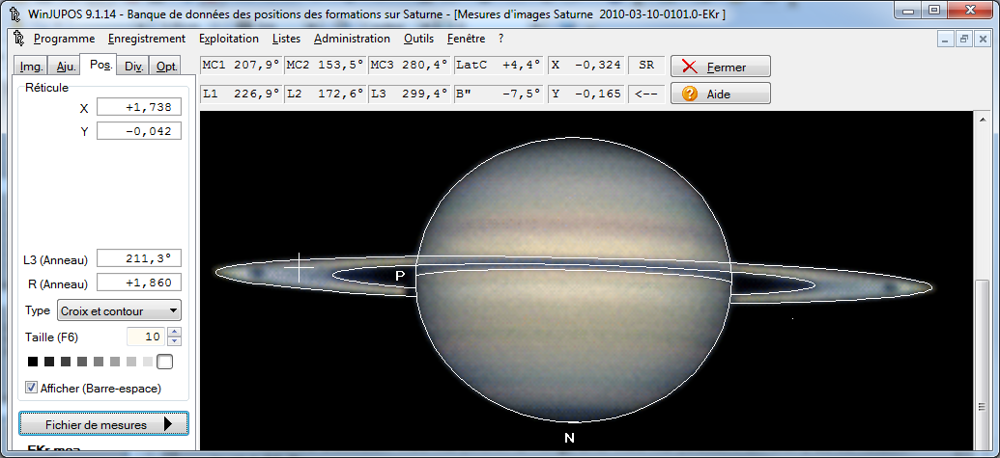 WinJUPOS 9.1.14 - Banque de données des positions des formations sur Saturne - [Mesures d'images Saturne 2010-03-10-0101.0-EKr ]
Programme Enregistrement Exploitation Listes Administration Outils Fenêtre ?
Img. Aju. Pos. Div. Opt.
MC1 207,9° MC2 153,5° MC3 280,4° LatC +4,4° X -0,324 SR Fermer
L1 226,9° L2 172,6° L3 299,4° B" -7,5° Y -0,165 <-- Aide
Réticule
X +1,738
Y -0,042
L3 (Anneau) 211,3°
R (Anneau) +1,860
Type Croix et contour
Taille (F6) 10
Afficher (Barre-espace)
Fichier de mesures
P
N